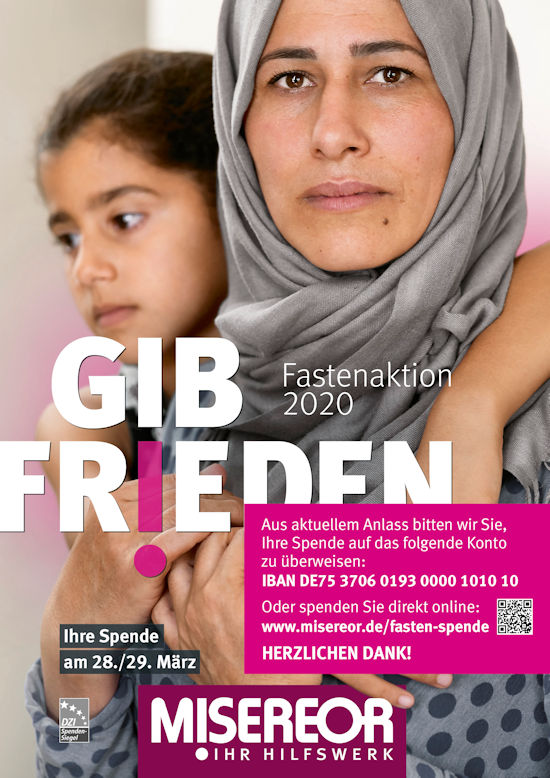 GIB
Fastenaktion
2020
FR!EDEN
Aus aktuellem Anlass bitten wir Sie,
Ihre Spende auf das folgende Konto
zu überweisen:
IBAN DE75 3706 0193 0000 1010 10
Oder spenden Sie direkt online:
www.misereor.de/fasten-spende
HERZLICHEN DANK!
Ihre Spende
am 28./29. März
DZI
Spenden-
Siegel
MISEREOR
IHR HILFSWERK